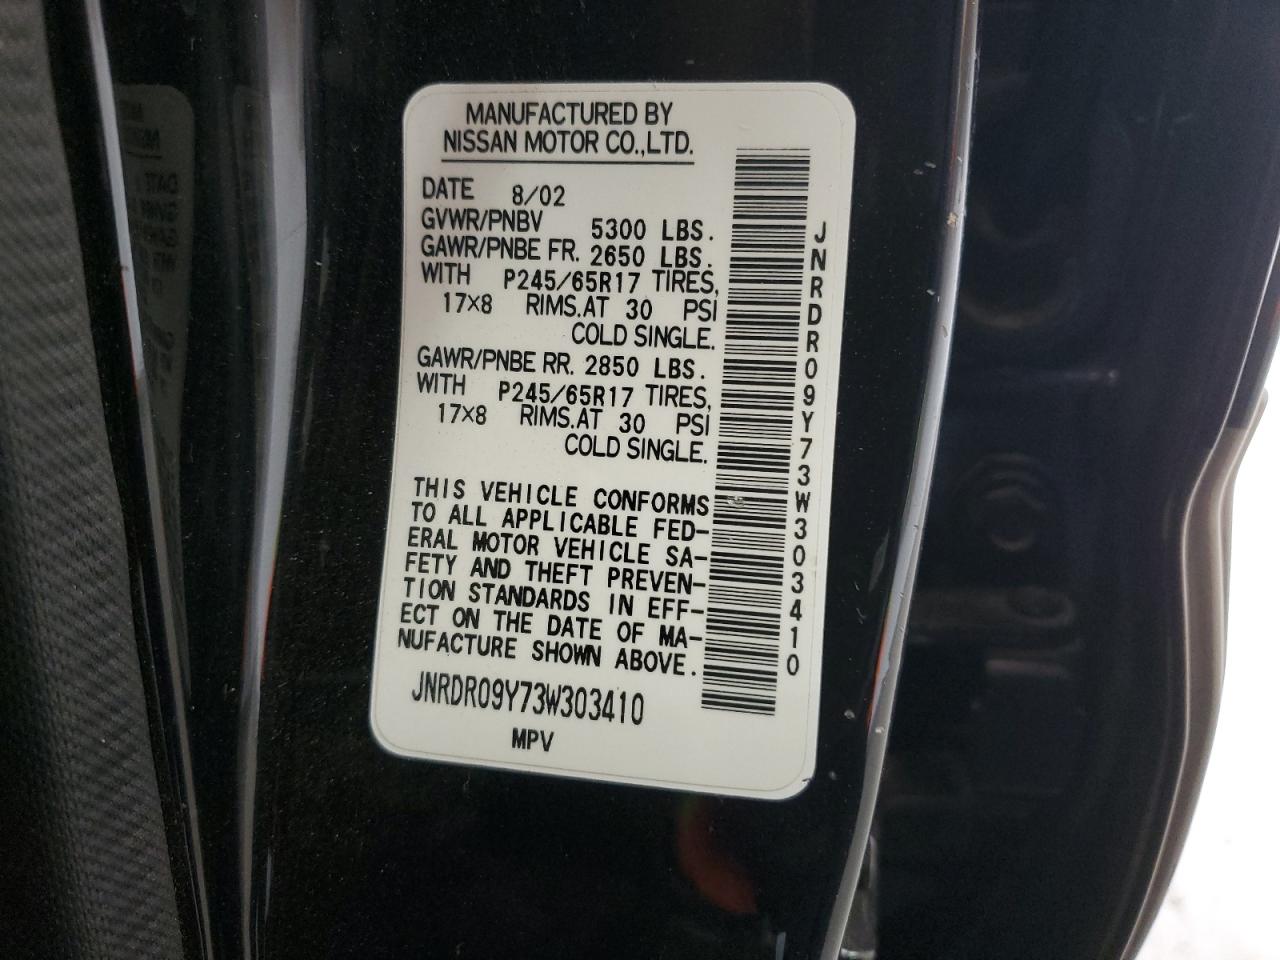 MANUFACTURED BY
NISSAN MOTOR CO.,LTD.
DATE 8/02
GVWR/PNBV 5300 LBS.
GAWR/PNBE FR. 2650 LBS.
WITH P245/65R17 TIRES,
17×8 RIMS.AT 30 PSI
COLD SINGLE.
GAWR/PNBE RR. 2850 LBS.
WITH P245/65R17 TIRES,
17×8 RIMS.AT 30 PSI
COLD SINGLE.
THIS VEHICLE CONFORMS
TO ALL APPLICABLE FED-
ERAL MOTOR VEHICLE SA-
FETY AND THEFT PREVEN-
TION STANDARDS IN EFF-
ECT ON THE DATE OF MA-
NUFACTURE SHOWN ABOVE.
JNRDR09Y73W303410
MPV
JNRDR09Y73W303410